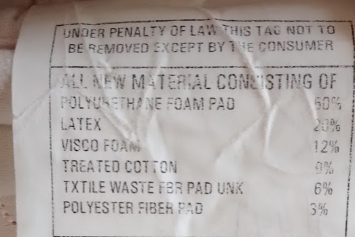 UNDER PENALTY OF LAW THIS TAG NOT TO
BE REMOVED EXCEPT BY THE CONSUMER
ALL NEW MATERIAL CONSISTING OF
POLYURETHANE FOAM PAD 50%
LATEX 20%
VISCO FOAM 12%
TREATED COTTON 9%
TXTILE WASTE FBR PAD UNK 6%
POLYESTER FIBER PAD 3%